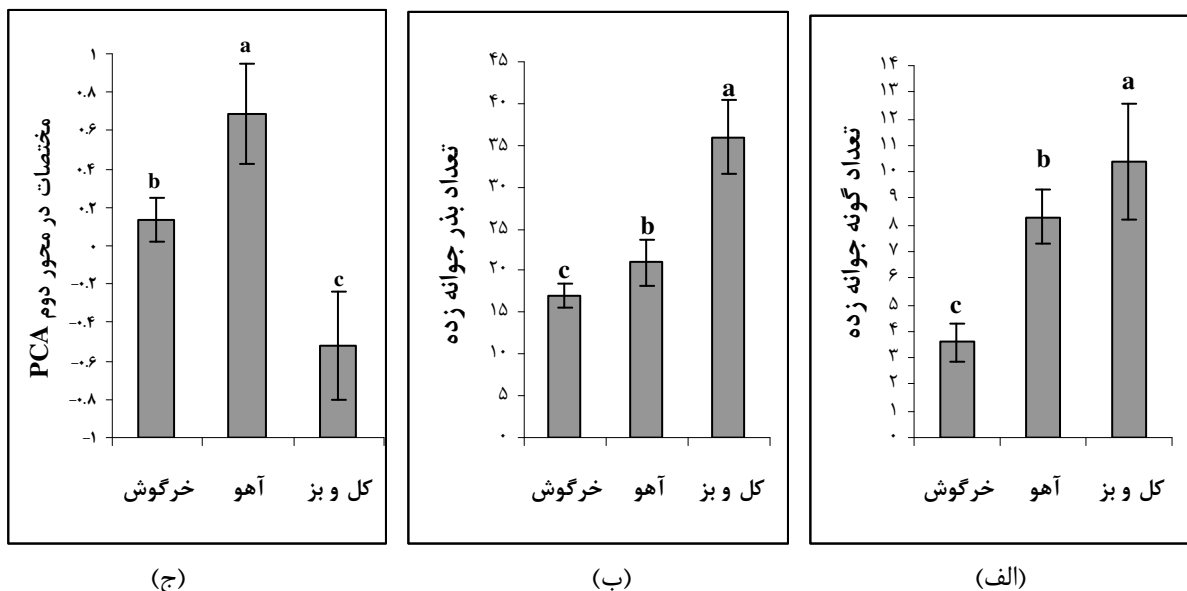 تعداد گونه جوانه زده
۱۴
۱۳
۱۲
۱۱
۱۰
۹
۸
۷
۶
۵
۴
۳
۲
۱
۰
c
b
a
خرگوش
آهو
کل و بز
(الف)
تعداد بذر جوانه زده
۴۵
۴۰
۳۵
۳۰
۲۵
۲۰
۱۵
۱۰
۵
۰
c
b
a
خرگوش
آهو
کل و بز
(ب)
مختصات در محور دوم PCA
۱
۰.۸
۰.۶
۰.۴
۰.۲
۰
−۰.۲
−۰.۴
−۰.۶
−۰.۸
−۱
b
a
c
خرگوش
آهو
کل و بز
(ج)